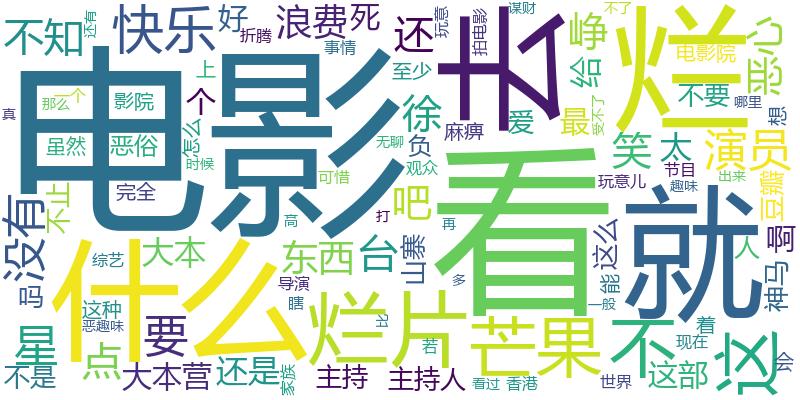 电影
看
就
去
烂
什么
烂片
芒果
不
这
快乐
不知
好
折腾
浪费
死
还
玩意
谋财
不了
还有
拍电影
峥
给
电影院
恶心
事情
至少
上
个
徐
负
麻痹
爱
最
不要
受不了
哪里
想
真
那么
一个
影院
虽然
恶俗
怎么
时候
无聊
观众
笑
太
演员
节目
趣味
出来
豆瓣
玩意儿
可惜
完全
不止
没有
吗
综艺
大本
东西
台
吧
山寨
高
打
再
导演
多
这么
能
一般
人
啊
神马
这种
恶趣味
要
瞎
比
若
星
点
不是
大本营
还是
家族
主持
主持人
看过
香港
世界
这部
现在
着
会